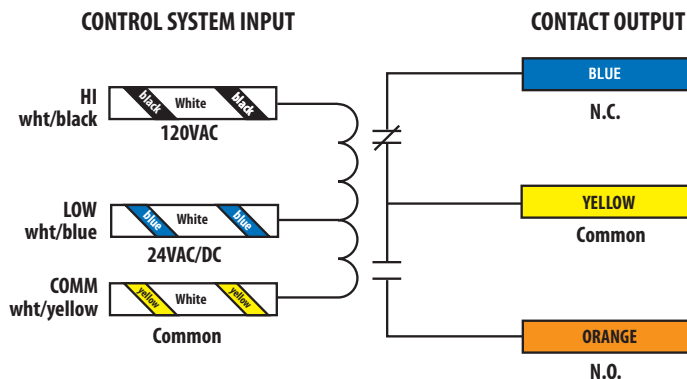 CONTROL SYSTEM INPUT
CONTACT OUTPUT
HI
wht/black
black White black
120VAC
LOW
wht/blue
blue White blue
24VAC/DC
COMM
wht/yellow
yellow White yellow
Common
BLUE
N.C.
YELLOW
Common
ORANGE
N.O.